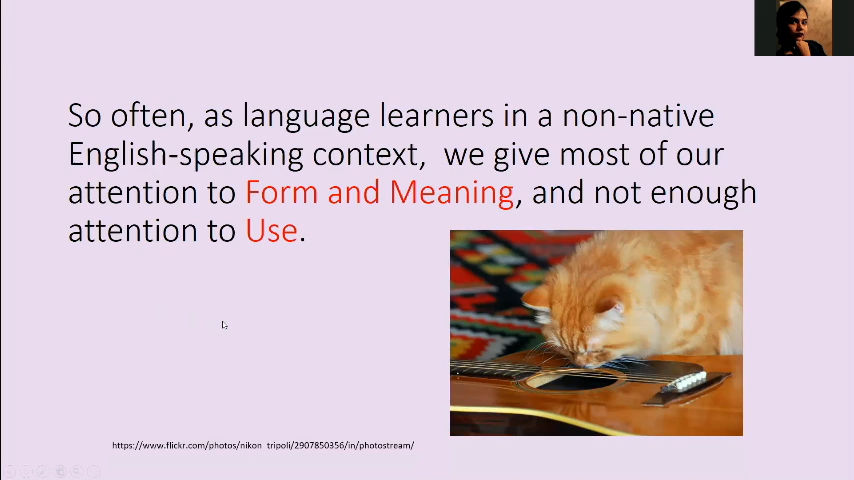 So often, as language learners in a non-native
English-speaking context,  we give most of our
attention to Form and Meaning, and not enough
attention to Use.
https://www.flickr.com/photos/nikon_tripoli/2907850356/in/photostream/